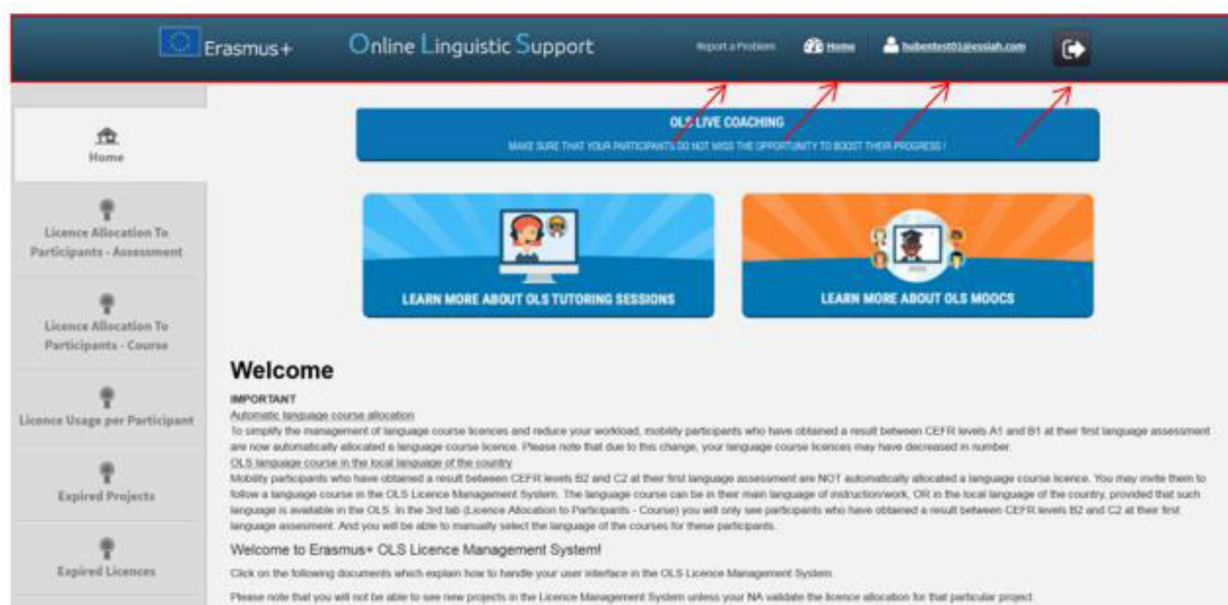 Erasmus+
Online Linguistic Support
Report a Problem
Home
OLS LIVE COACHING
MAKE SURE THAT YOUR PARTICIPANTS DO NOT MISS THE OPPORTUNITY TO BOOST THEIR PROGRESS !
Home
Licence Allocation To
Participants - Assessment
Licence Allocation To
Participants - Course
Licence Usage per Participant
Expired Projects
Expired Licences
LEARN MORE ABOUT OLS TUTORING SESSIONS
LEARN MORE ABOUT OLS MOOCS
Welcome
IMPORTANT
Automatic language course allocation
To simplify the management of language course licences and reduce your workload, mobility participants who have obtained a result between CEFR levels A1 and B1 at their first language assessment
are now automatically allocated a language course licence. Please note that due to this change, your language course licences may have decreased in number.
OLS language course in the local language of the country
Mobility participants who have obtained a result between CEFR levels B2 and C2 at their first language assessment are NOT automatically allocated a language course licence. You may invite them to
follow a language course in the OLS Licence Management System. The language course can be in their main language of instruction/work, OR in the local language of the country, provided that such
language is available in the OLS. In the 3rd tab (Licence Allocation to Participants - Course) you will only see participants who have obtained a result between CEFR levels B2 and C2 at their first
language assesment. And you will be able to manually select the language of the courses for these participants.
Welcome to Erasmus+ OLS Licence Management System!
Click on the following documents which explain how to handle your user interface in the OLS Licence Management System.
Please note that you will not be able to see new projects in the Licence Management System unless your NA validate the licence allocation for that particular project.